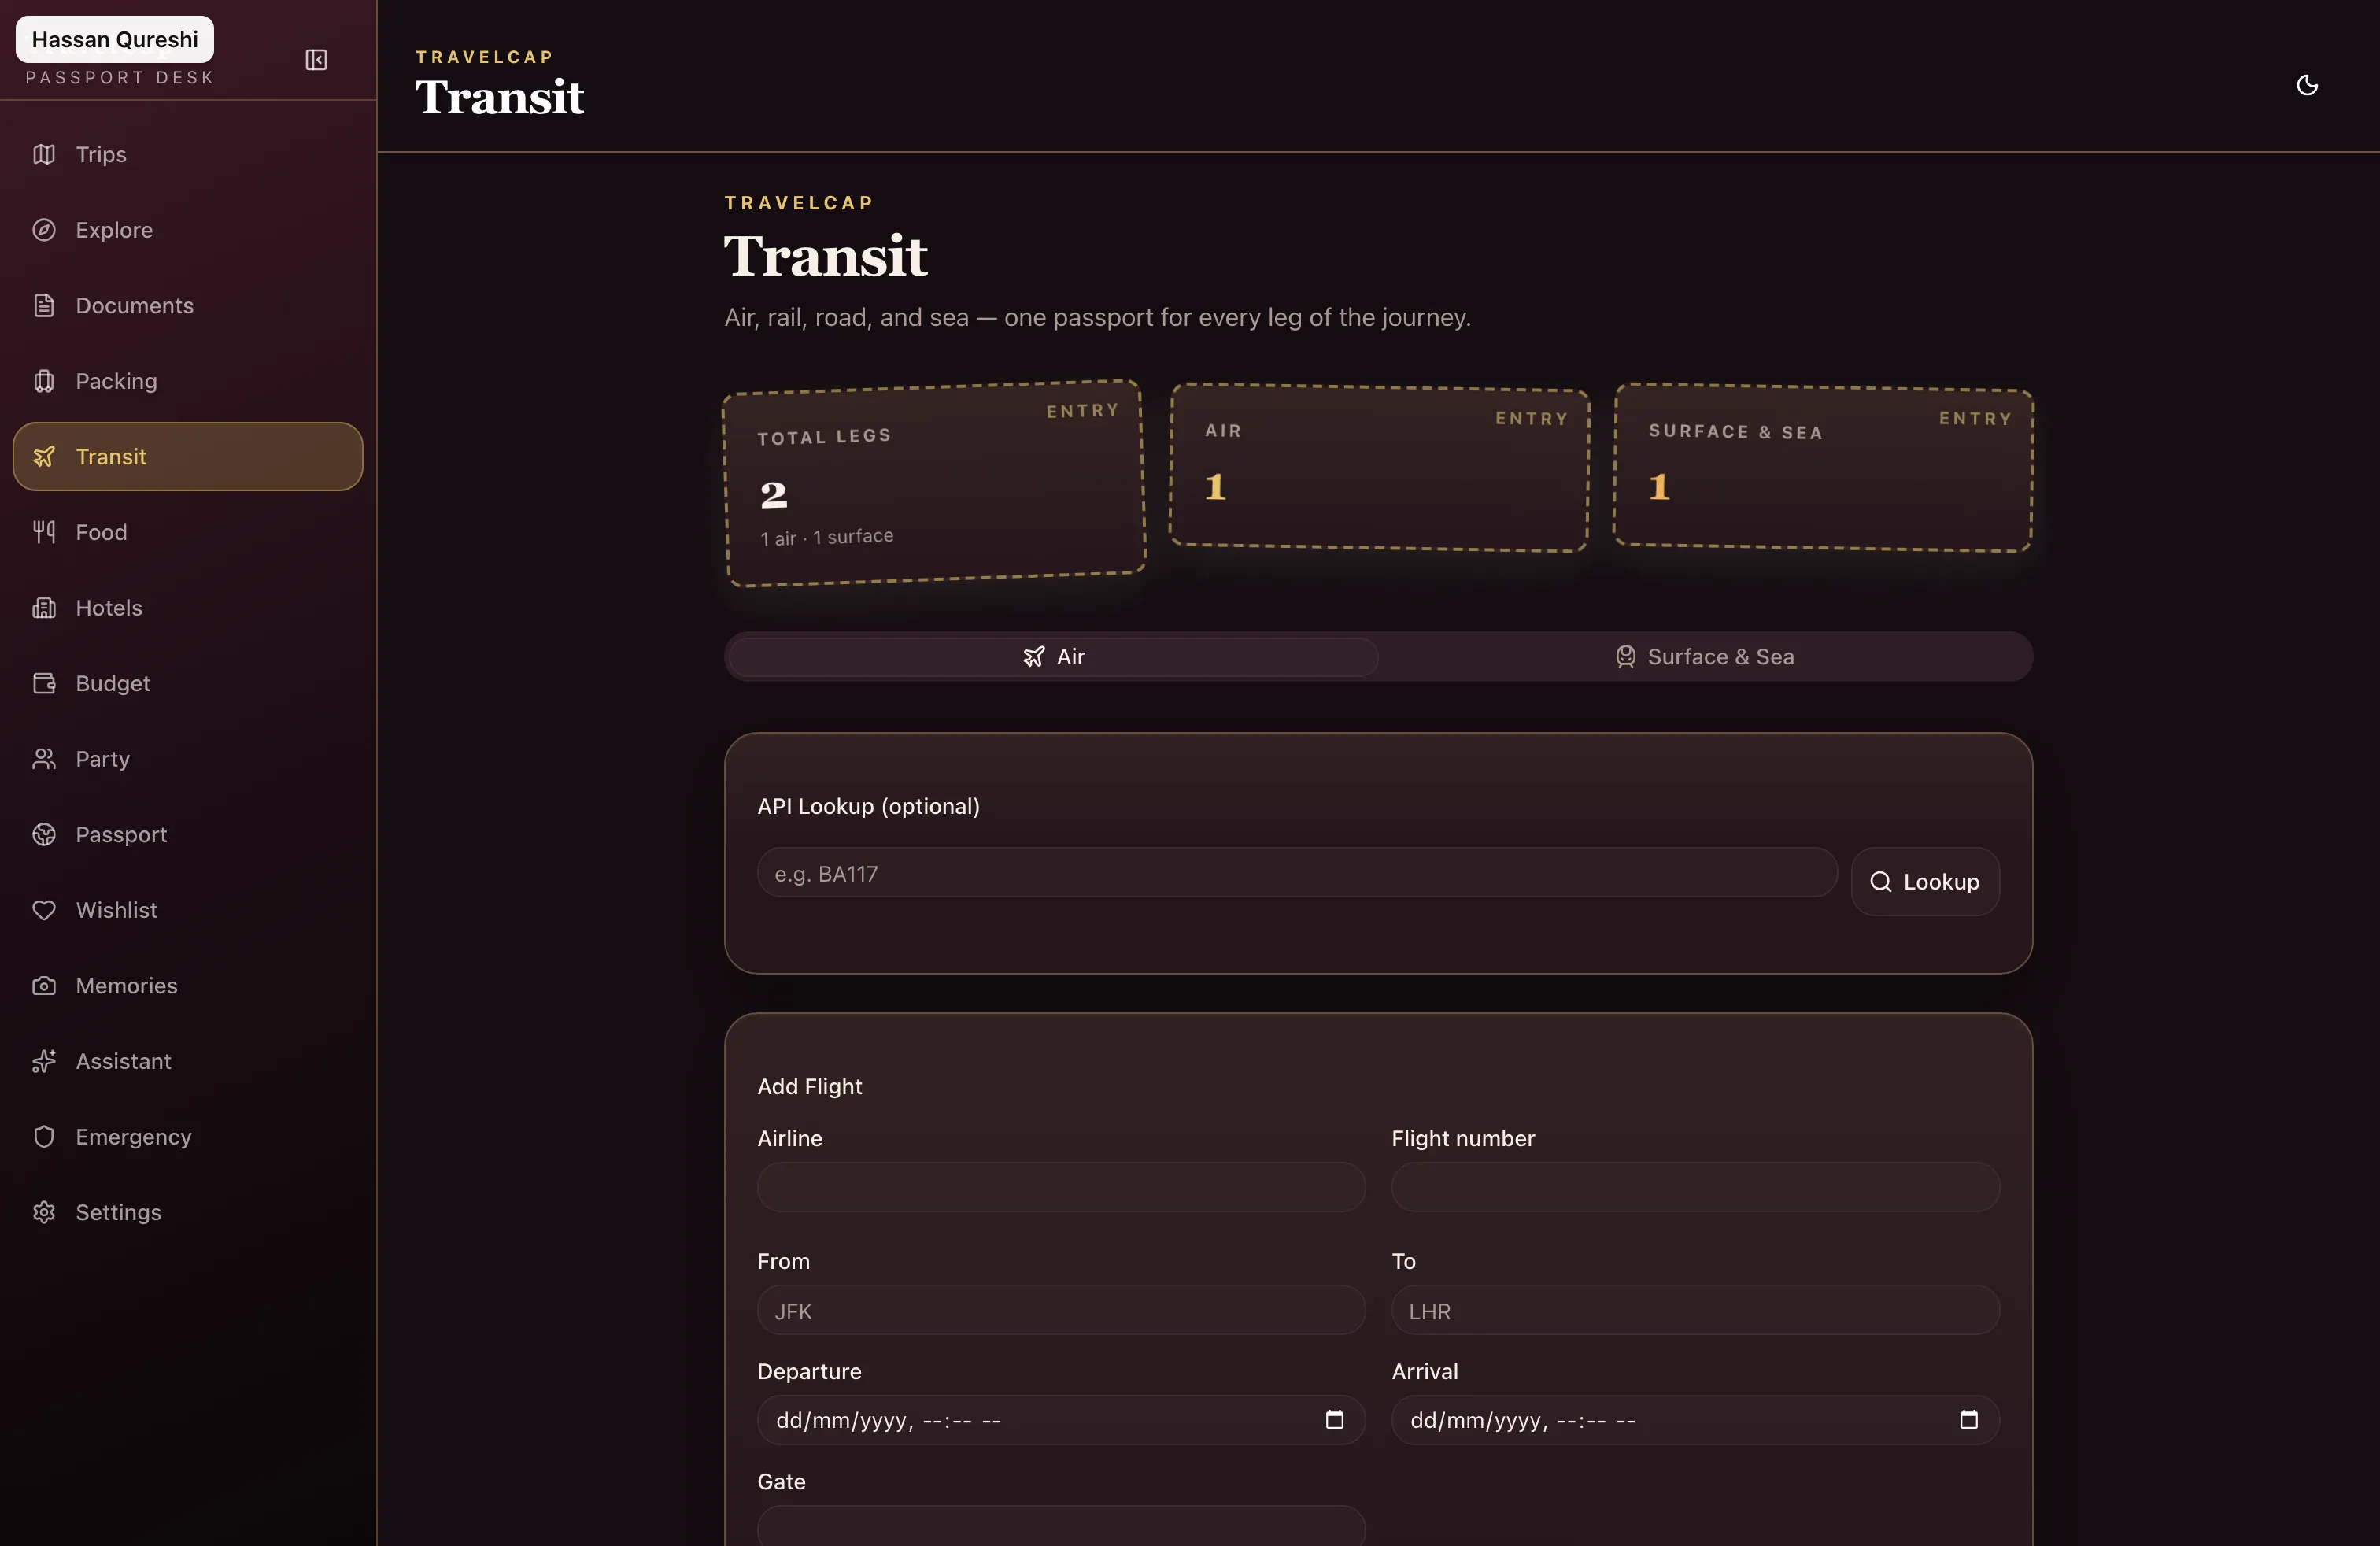 Hassan Qureshi
PASSPORT DESK
Trips
Explore
Documents
Packing
Transit
Food
Hotels
Budget
Party
Passport
Wishlist
Memories
Assistant
Emergency
Settings
TRAVELCAP
Transit
TRAVELCAP
Transit
Air, rail, road, and sea — one passport for every leg of the journey.
ENTRY
TOTAL LEGS
2
1 air · 1 surface
ENTRY
AIR
1
ENTRY
SURFACE & SEA
1
Air
Surface & Sea
API Lookup (optional)
e.g. BA117
Lookup
Add Flight
Airline
Flight number
From
To
JFK
LHR
Departure
Arrival
dd/mm/yyyy, --:-- --
dd/mm/yyyy, --:-- --
Gate